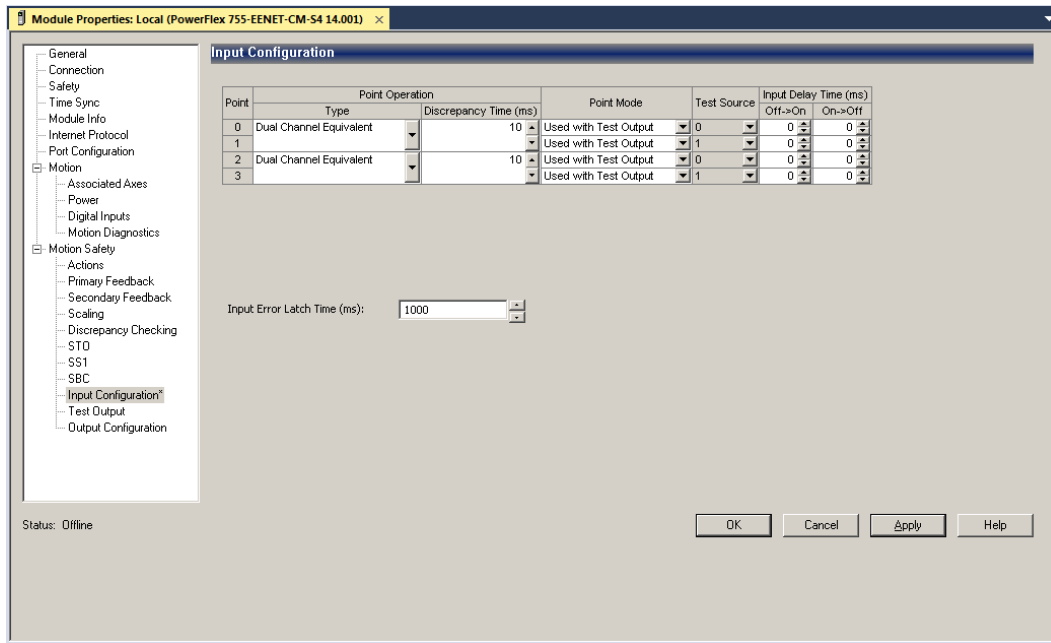 Module Properties: Local (PowerFlex 755-EENET-CM-S4 14.001) ×
General
Connection
Safety
Time Sync
Module Info
Internet Protocol
Port Configuration
Motion
Associated Axes
Power
Digital Inputs
Motion Diagnostics
Motion Safety
Actions
Primary Feedback
Secondary Feedback
Scaling
Discrepancy Checking
STO
SS1
SBC
Input Configuration*
Test Output
Output Configuration
Input Configuration
Point Point Operation Point Mode Test Source Input Delay Time (ms)
Type Discrepancy Time (ms) Off->On On->Off
0 Dual Channel Equivalent 10 Used with Test Output 0 0 0
1 Used with Test Output 1 0 0
2 Dual Channel Equivalent 10 Used with Test Output 0 0 0
3 Used with Test Output 1 0 0
Input Error Latch Time (ms): 1000
Status: Offline
OK Cancel Apply Help